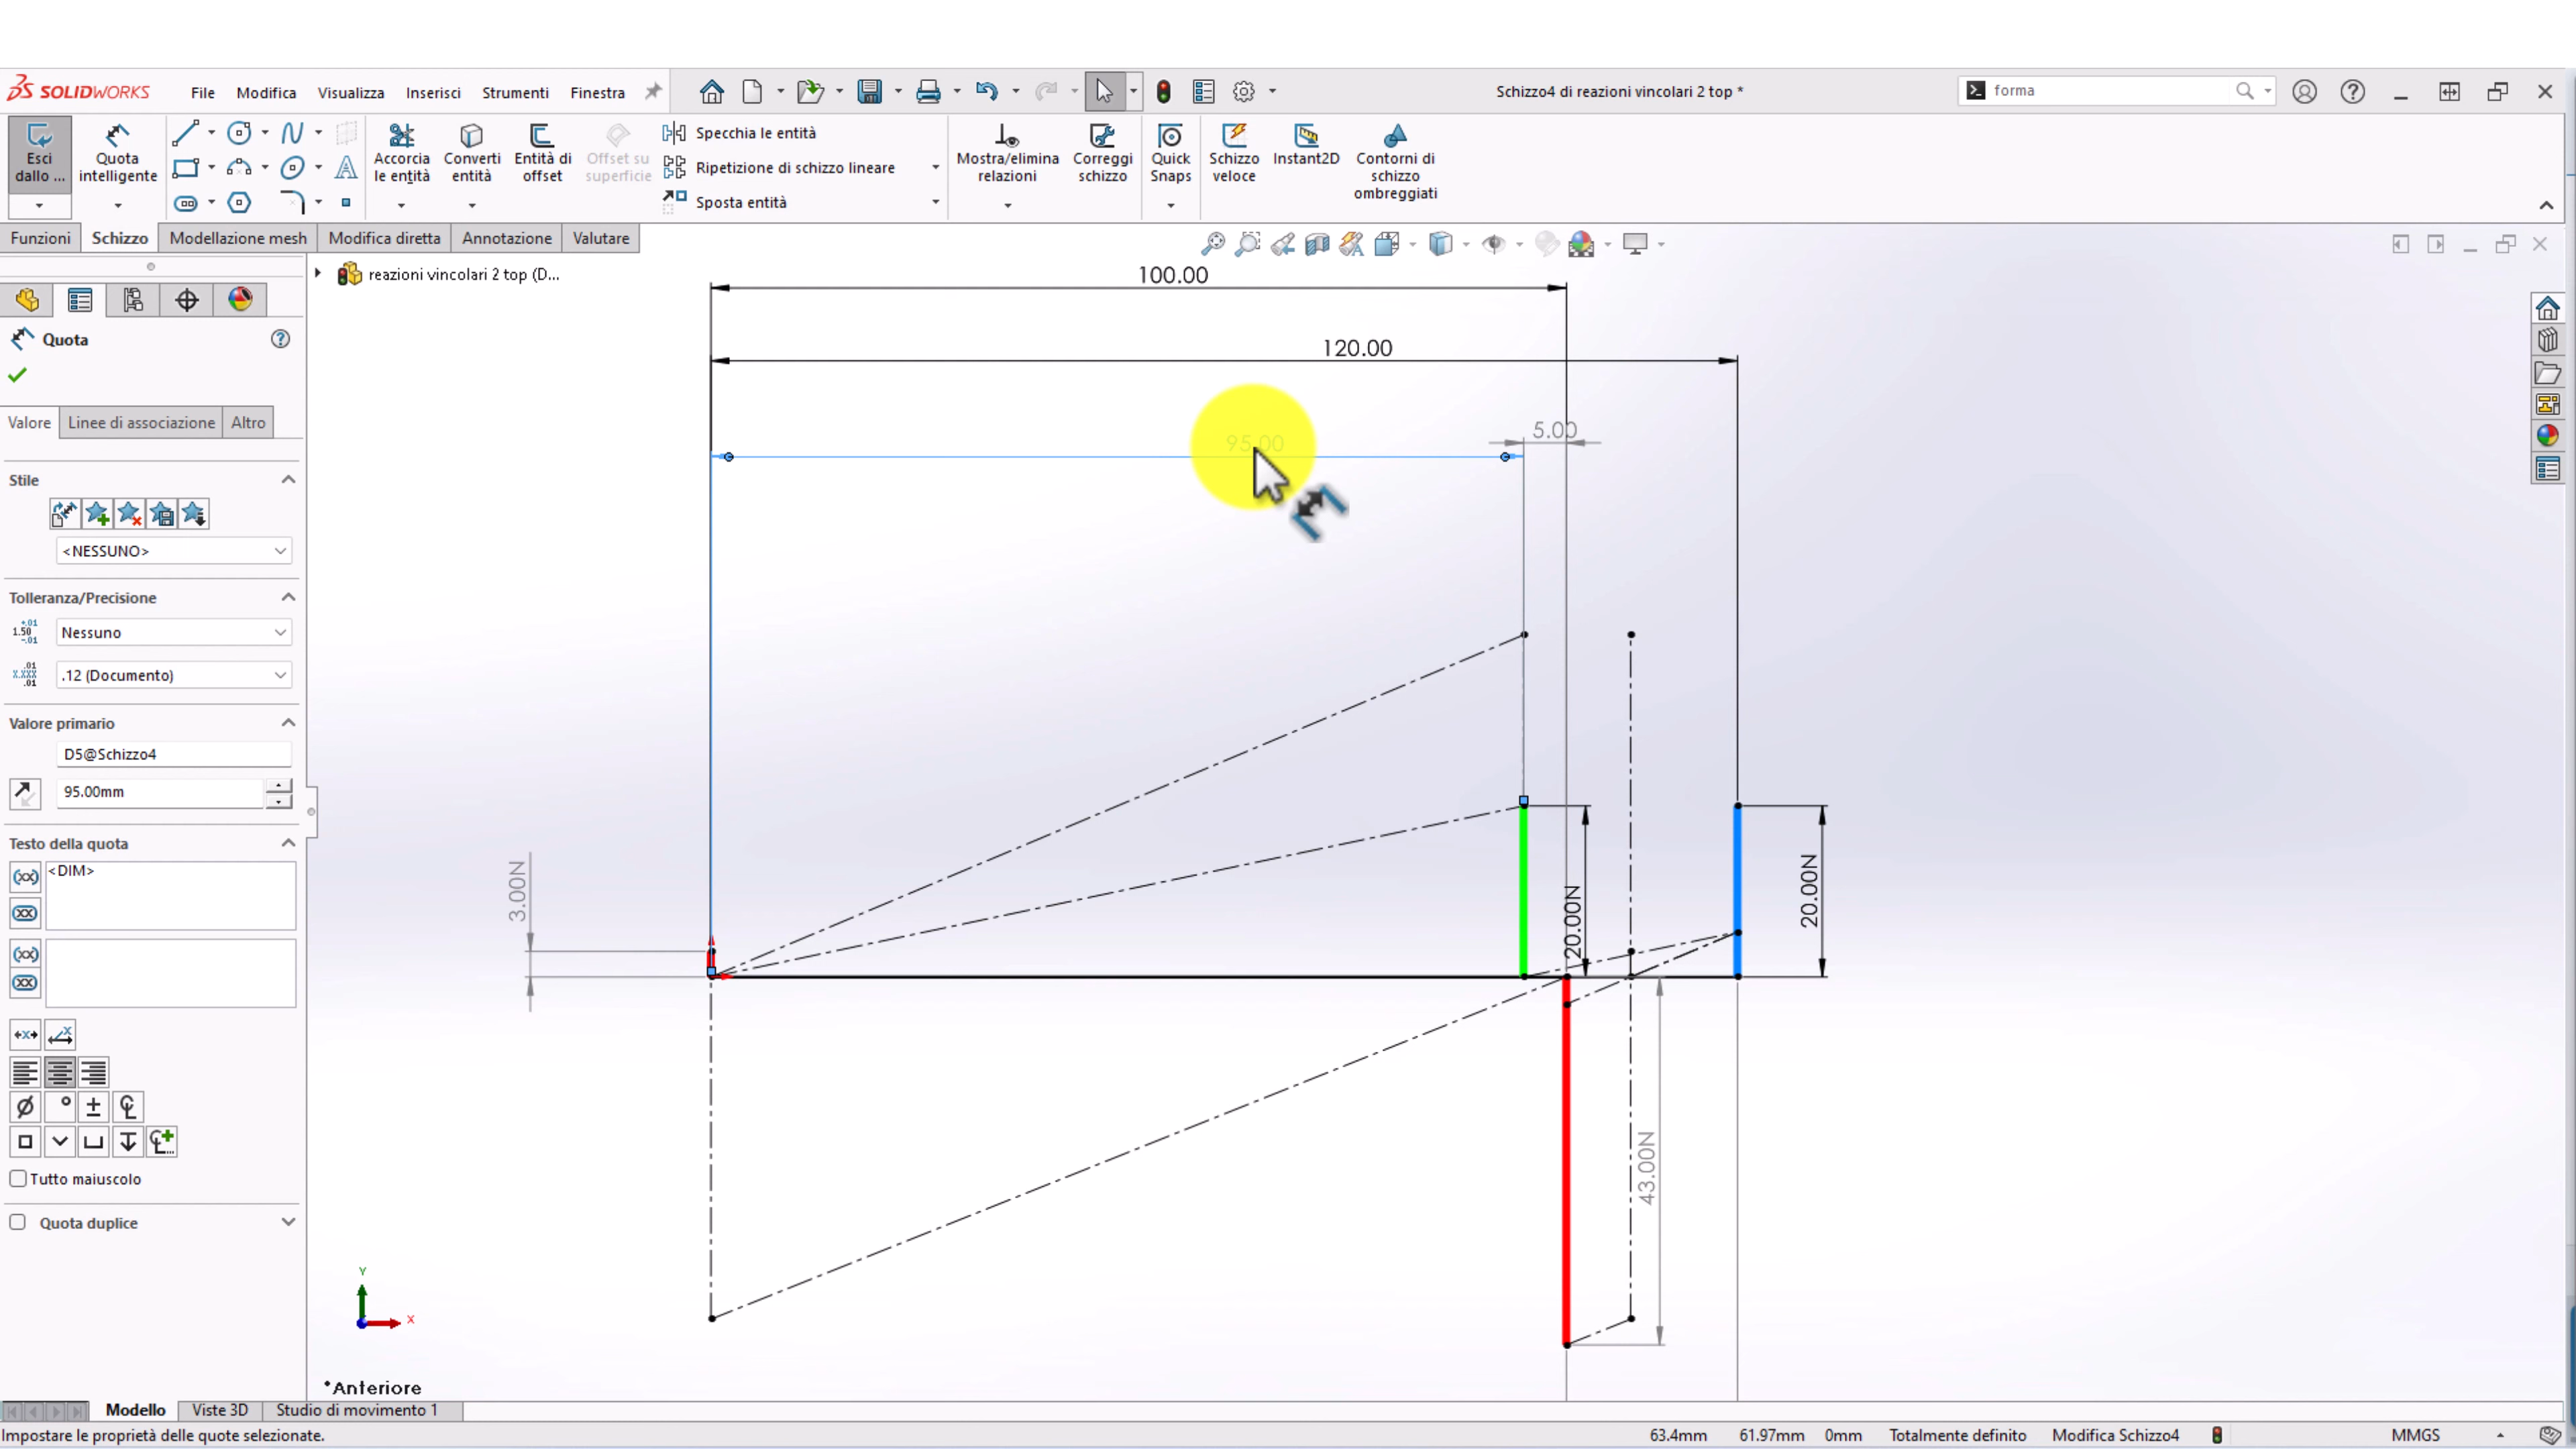 SOLIDWORKS File Modifica Visualizza Inserisci Strumenti Finestra Schizzo4 di reazioni vincolari 2 top * forma
Esci dallo ...
Quota intelligente
Accorcia le entità
Converti entità
Entità di offset
Offset su superficie
Specchia le entità
Ripetizione di schizzo lineare
Sposta entità
Mostra/elimina relazioni
Correggi schizzo
Quick Snaps
Schizzo veloce
Instant2D
Contorni di schizzo ombreggiati
Funzioni Schizzo Modellazione mesh Modifica diretta Annotazione Valutare
reazioni vincolari 2 top (D...
Quota
Valore Linee di associazione Altro
Stile
<NESSUNO>
Tolleranza/Precisione
Nessuno
.12 (Documento)
Valore primario
D5@Schizzo4
95.00mm
Testo della quota
<DIM>
Tutto maiuscolo
Quota duplice
100.00
120.00
95.00
5.00
3.00N
20.00N
20.00N
43.00N
Y
X
*Anteriore
Modello Viste 3D Studio di movimento 1
Impostare le proprietà delle quote selezionate. 63.4mm 61.97mm 0mm Totalmente definito Modifica Schizzo4 MMGS